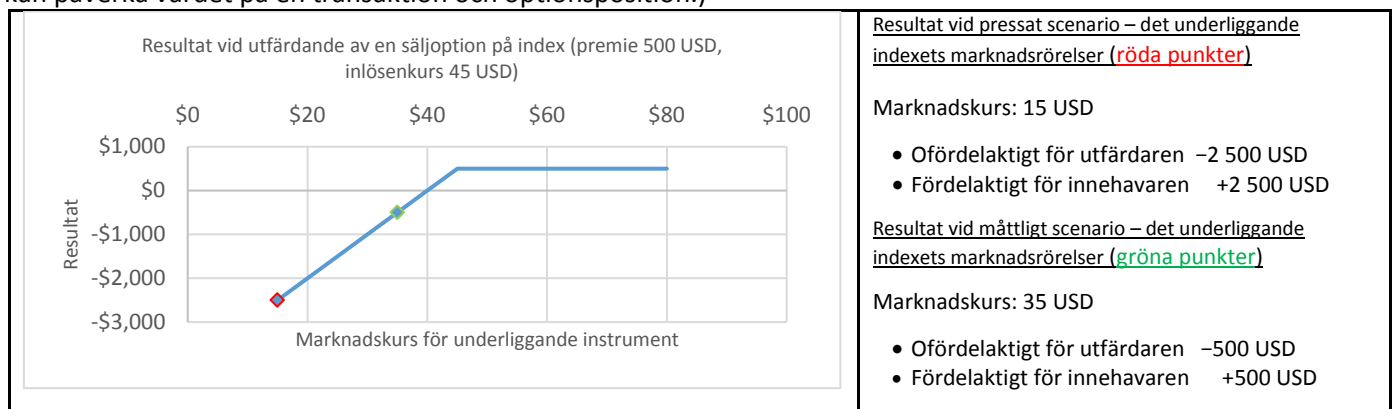 kan påverka värdet på en transaktion och optionsposition.)
Resultat vid utfärdande av en säljoption på index (premie 500 USD,
inlösenkurs 45 USD)
$0 $20 $40 $60 $80 $100
$1,000
$0
-$1,000
-$2,000
-$3,000
Resultat
Marknadskurs för underliggande instrument
Resultat vid pressat scenario – det underliggande
indexets marknadsrörelser (röda punkter)
Marknadskurs: 15 USD
• Ofördelaktigt för utfärdaren −2 500 USD
• Fördelaktigt för innehavaren +2 500 USD
Resultat vid måttligt scenario – det underliggande
indexets marknadsrörelser (gröna punkter)
Marknadskurs: 35 USD
• Ofördelaktigt för utfärdaren −500 USD
• Fördelaktigt för innehavaren +500 USD